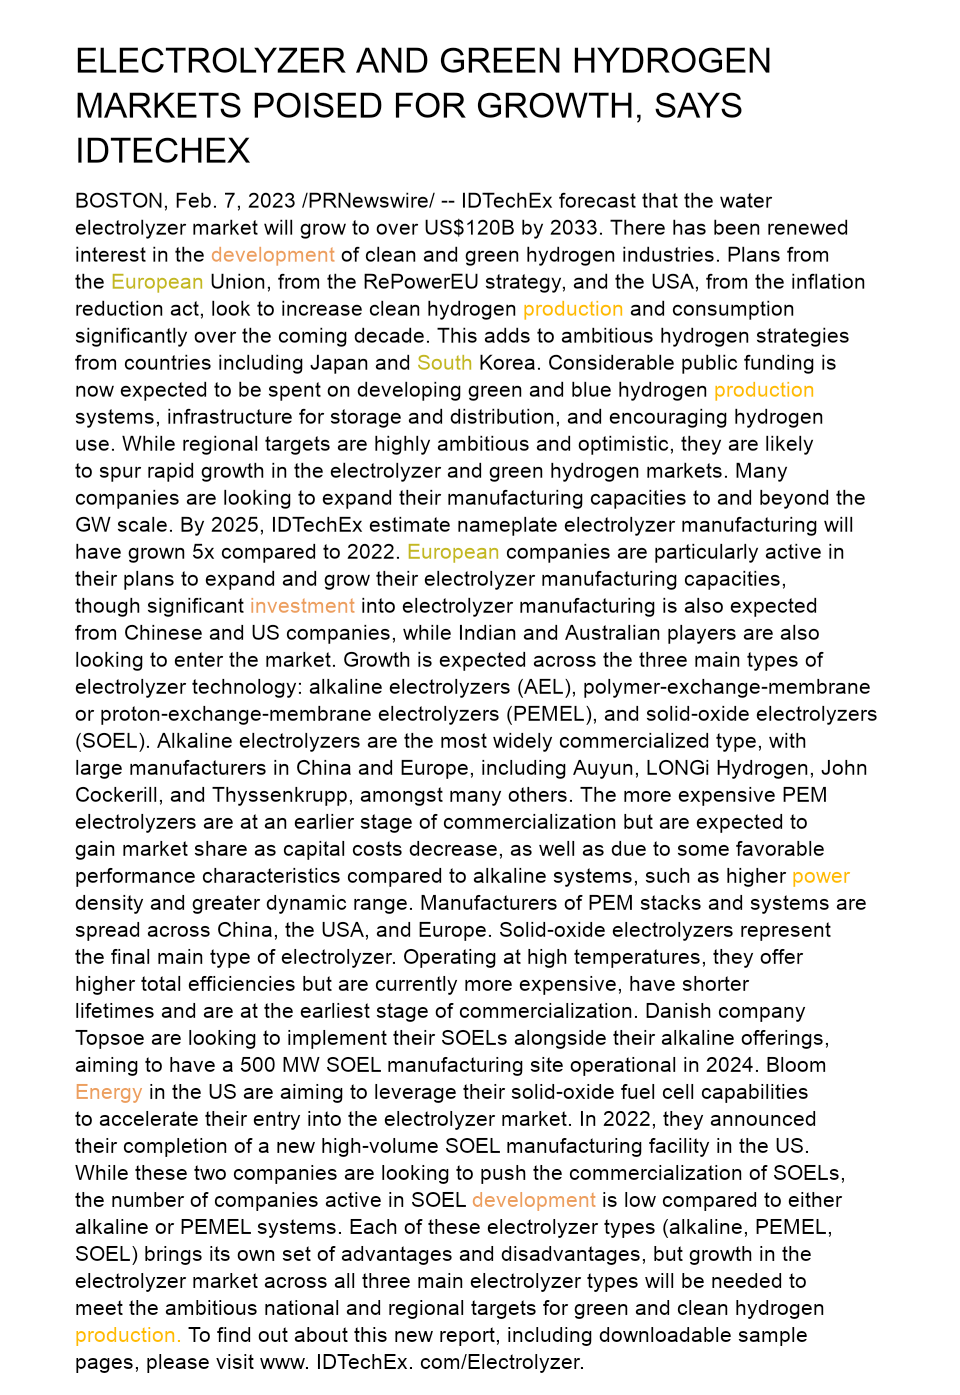 ELECTROLYZER AND GREEN HYDROGEN
MARKETS POISED FOR GROWTH, SAYS
IDTECHEX
BOSTON, Feb. 7, 2023 /PRNewswire/ -- IDTechEx forecast that the water
electrolyzer market will grow to over US$120B by 2033. There has been renewed
interest in the development of clean and green hydrogen industries. Plans from
the European Union, from the RePowerEU strategy, and the USA, from the inflation
reduction act, look to increase clean hydrogen production and consumption
significantly over the coming decade. This adds to ambitious hydrogen strategies
from countries including Japan and South Korea. Considerable public funding is
now expected to be spent on developing green and blue hydrogen production
systems, infrastructure for storage and distribution, and encouraging hydrogen
use. While regional targets are highly ambitious and optimistic, they are likely
to spur rapid growth in the electrolyzer and green hydrogen markets. Many
companies are looking to expand their manufacturing capacities to and beyond the
GW scale. By 2025, IDTechEx estimate nameplate electrolyzer manufacturing will
have grown 5x compared to 2022. European companies are particularly active in
their plans to expand and grow their electrolyzer manufacturing capacities,
though significant investment into electrolyzer manufacturing is also expected
from Chinese and US companies, while Indian and Australian players are also
looking to enter the market. Growth is expected across the three main types of
electrolyzer technology: alkaline electrolyzers (AEL), polymer-exchange-membrane
or proton-exchange-membrane electrolyzers (PEMEL), and solid-oxide electrolyzers
(SOEL). Alkaline electrolyzers are the most widely commercialized type, with
large manufacturers in China and Europe, including Auyun, LONGi Hydrogen, John
Cockerill, and Thyssenkrupp, amongst many others. The more expensive PEM
electrolyzers are at an earlier stage of commercialization but are expected to
gain market share as capital costs decrease, as well as due to some favorable
performance characteristics compared to alkaline systems, such as higher power
density and greater dynamic range. Manufacturers of PEM stacks and systems are
spread across China, the USA, and Europe. Solid-oxide electrolyzers represent
the final main type of electrolyzer. Operating at high temperatures, they offer
higher total efficiencies but are currently more expensive, have shorter
lifetimes and are at the earliest stage of commercialization. Danish company
Topsoe are looking to implement their SOELs alongside their alkaline offerings,
aiming to have a 500 MW SOEL manufacturing site operational in 2024. Bloom
Energy in the US are aiming to leverage their solid-oxide fuel cell capabilities
to accelerate their entry into the electrolyzer market. In 2022, they announced
their completion of a new high-volume SOEL manufacturing facility in the US.
While these two companies are looking to push the commercialization of SOELs,
the number of companies active in SOEL development is low compared to either
alkaline or PEMEL systems. Each of these electrolyzer types (alkaline, PEMEL,
SOEL) brings its own set of advantages and disadvantages, but growth in the
electrolyzer market across all three main electrolyzer types will be needed to
meet the ambitious national and regional targets for green and clean hydrogen
production. To find out about this new report, including downloadable sample
pages, please visit www. IDTechEx. com/Electrolyzer.